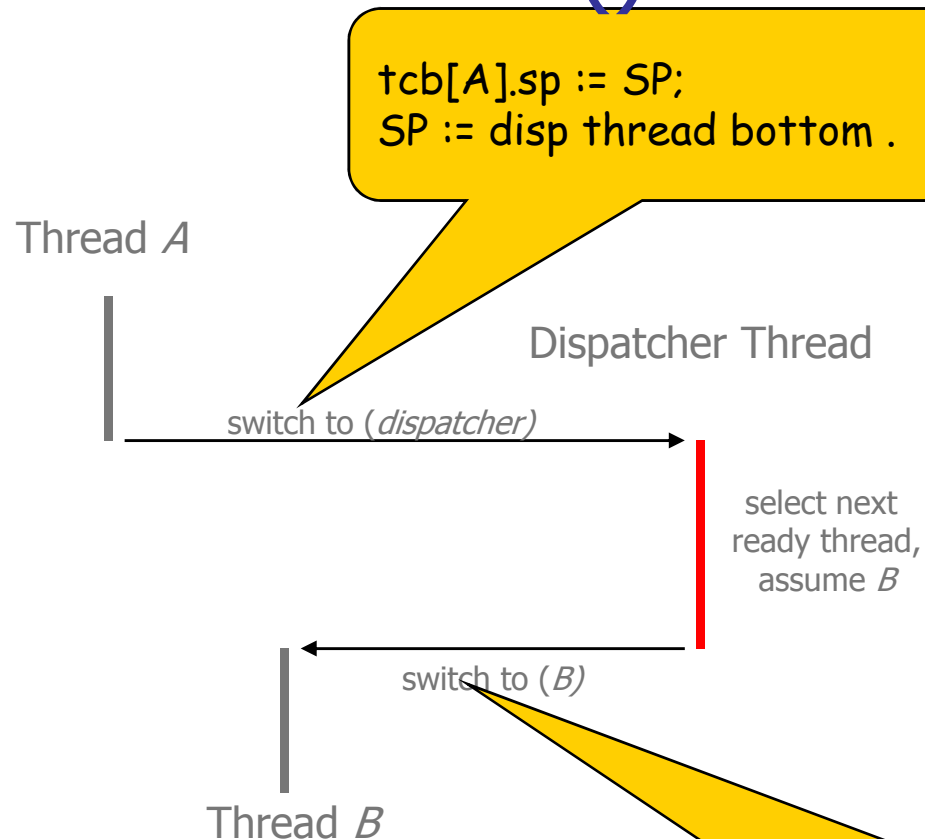 tcb[A].sp := SP;
SP := disp thread bottom .
Thread A
Dispatcher Thread
switch to (dispatcher)
select next
ready thread,
assume B
switch to (B)
Thread B